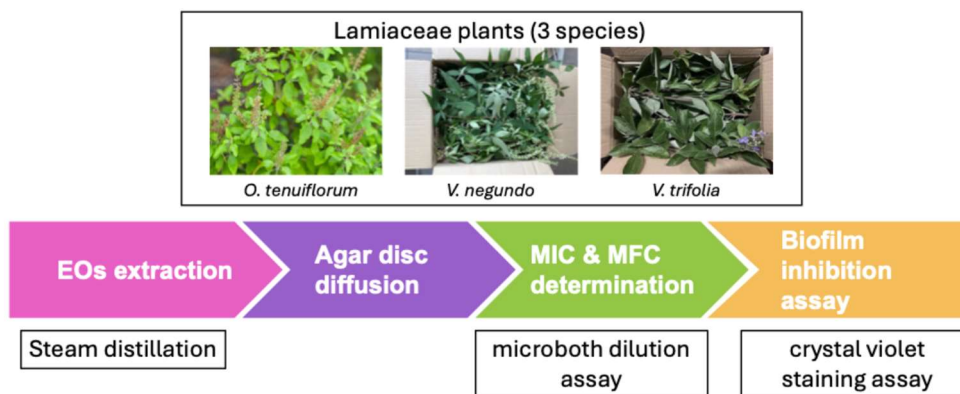 Lamiaceae plants (3 species)
O. tenuiflorum
V. negundo
V. trifolia
EOs extraction
Agar disc
diffusion
MIC & MFC
determination
Biofilm
inhibition
assay
Steam distillation
microboth dilution
assay
crystal violet
staining assay